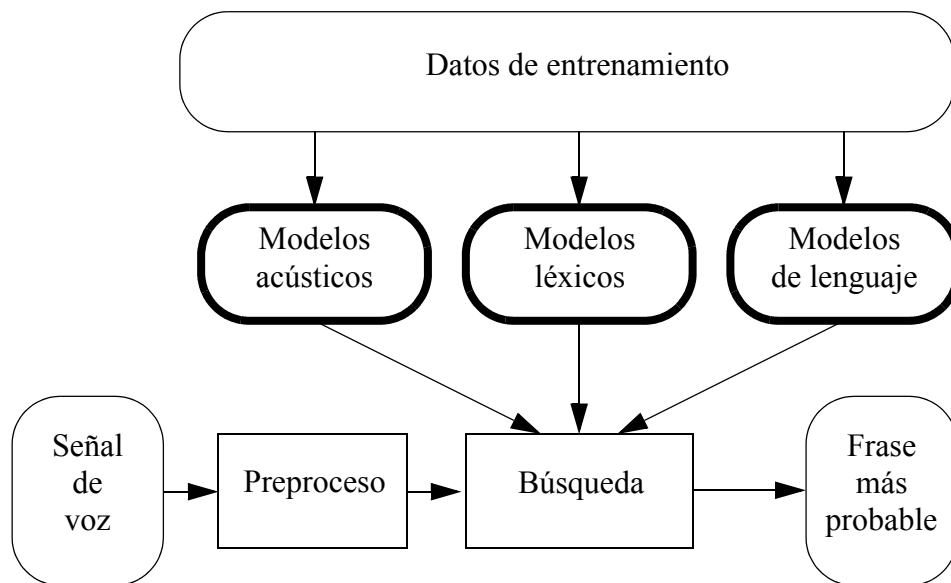 Datos de entrenamiento
Modelos
acústicos
Modelos
léxicos
Modelos
de lenguaje
Señal
de
voz
Preproceso
Búsqueda
Frase
más
probable